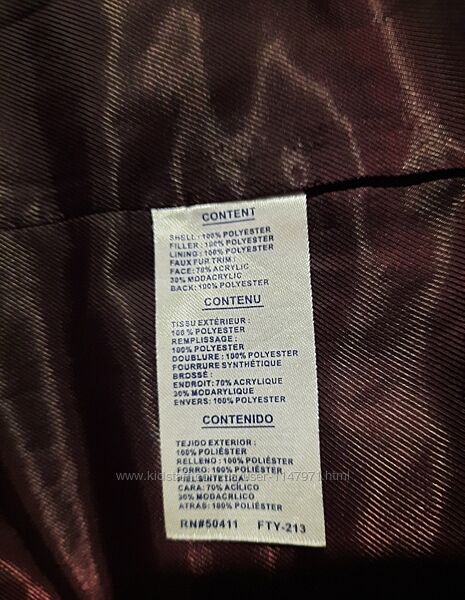 CONTENT
SHELL: 100% POLYESTER
FILLER: 100% POLYESTER
LINING: 100% POLYESTER
FAUX FUR TRIM:
FACE: 70% ACRYLIC
30% MODACRYLIC
BACK: 100% POLYESTER
CONTENU
TISSU EXTÉRIEUR:
100% POLYESTER
REMPLISSAGE:
100% POLYESTER
DOUBLURE: 100% POLYESTER
FOURRURE SYNTHÉTIQUE
BROSSÉ:
ENDROIT: 70% ACRYLIQUE
30% MODARYLIQUE
ENVERS: 100% POLYESTER
CONTENIDO
TEJIDO EXTERIOR:
100% POLIÉSTER
RELLENO: 100% POLIÉSTER
FORRO: 100% POLIÉSTER
CARA: 70% ACÍLICO
30% MODACRÍLICO
ATRAS: 100% POLIÉSTER
RN#50411 FTY-213